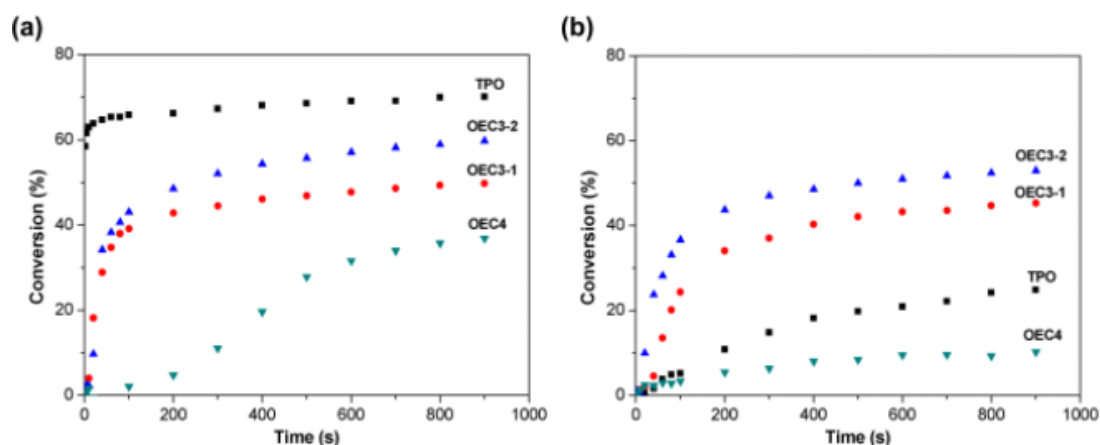 (a)
80
60
40
20
0
Conversion (%)
TPO
OEC3-2
OEC3-1
OEC4
0 200 400 600 800 1000
Time (s)
(b)
80
60
40
20
0
Conversion (%)
OEC3-2
OEC3-1
TPO
OEC4
0 200 400 600 800 1000
Time (s)